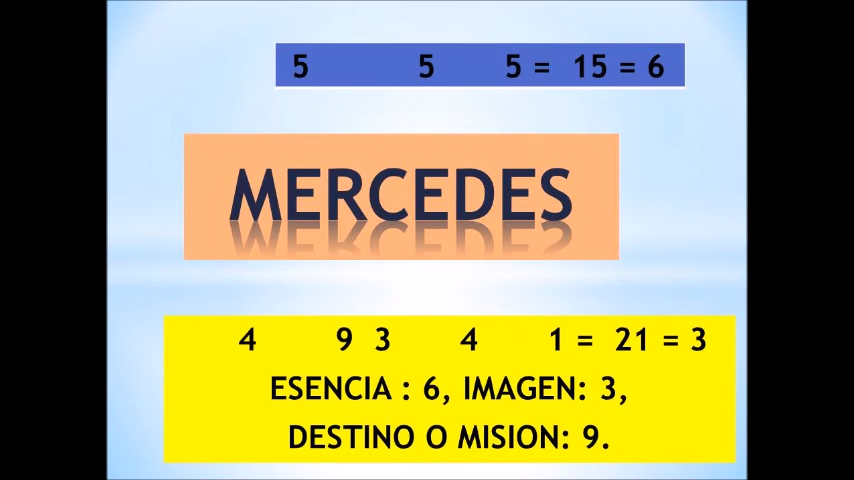 5 5 5 = 15 = 6
MERCEDES
4 9 3 4 1 = 21 = 3
ESENCIA : 6, IMAGEN: 3,
DESTINO O MISION: 9.